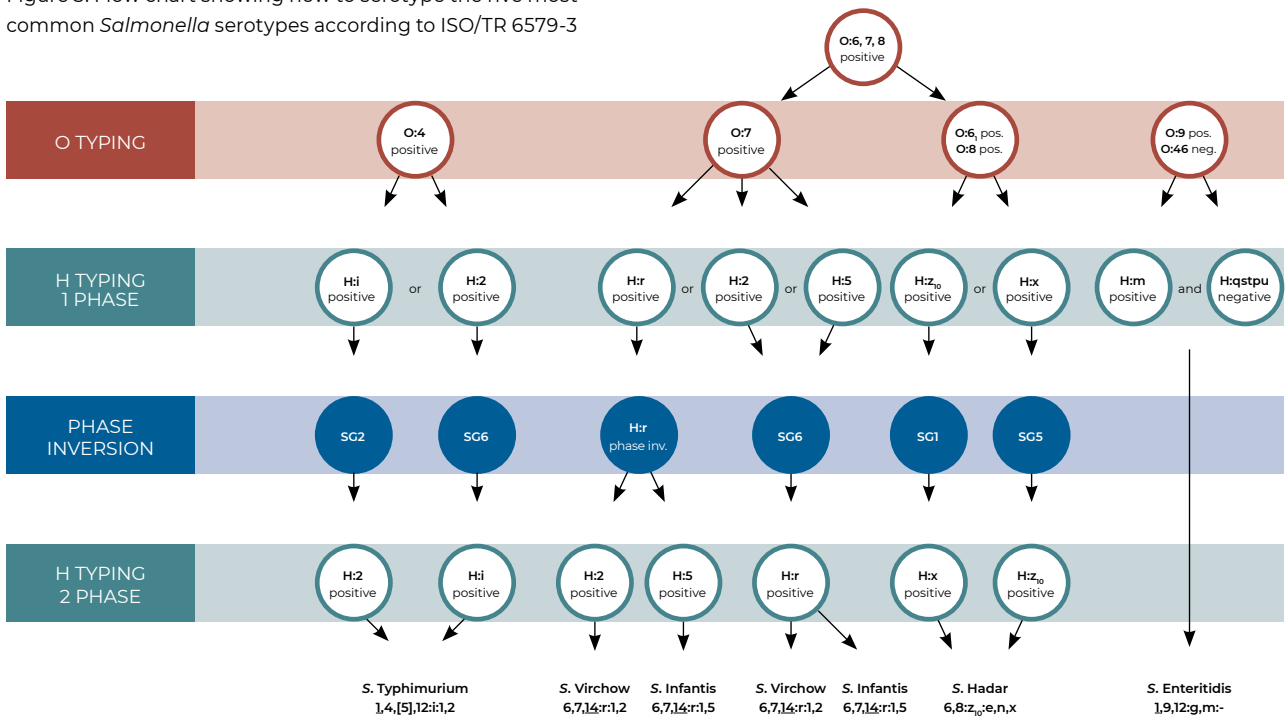 common Salmonella serotypes according to ISO/TR 6579-3
O:6, 7, 8
positive
O TYPING
O:4
positive
O:7
positive
O:6₁ pos.
O:8 pos.
O:9 pos.
O:46 neg.
H TYPING
1 PHASE
H:i
positive
or
H:2
positive
H:r
positive
or
H:2
positive
or
H:5
positive
H:z₁₀
positive
or
H:x
positive
H:m
positive
and
H:qstpu
negative
PHASE
INVERSION
SG2
SG6
H:r
phase inv.
SG6
SG1
SG5
H TYPING
2 PHASE
H:2
positive
H:i
positive
H:2
positive
H:5
positive
H:r
positive
H:x
positive
H:z₁₀
positive
S. Typhimurium
1,4,[5],12:i:1,2
S. Virchow
6,7,14:r:1,2
S. Infantis
6,7,14:r:1,5
S. Virchow
6,7,14:r:1,2
S. Infantis
6,7,14:r:1,5
S. Hadar
6,8:z₁₀:e,n,x
S. Enteritidis
1,9,12:g,m:-